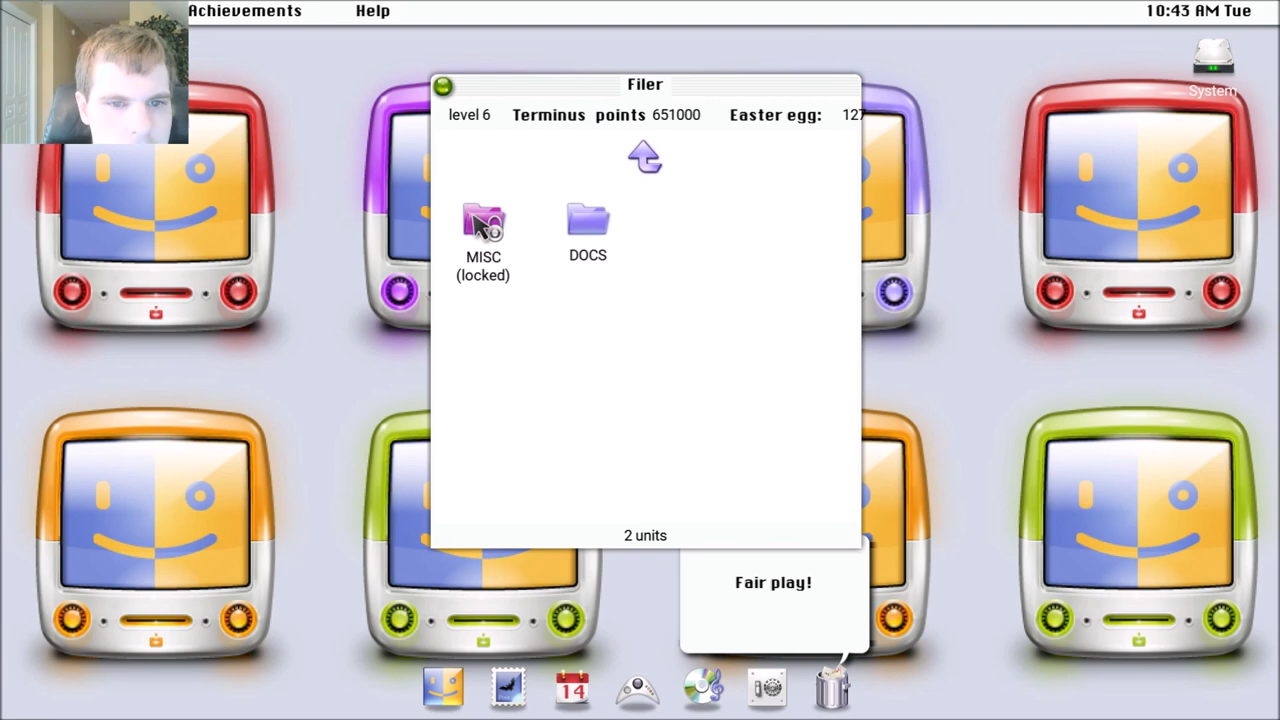 Achievements Help 10:43 AM Tue
System
Filer
level 6 Terminus points 651000 Easter egg: 127
MISC
(locked)
DOCS
2 units
Fair play!
14